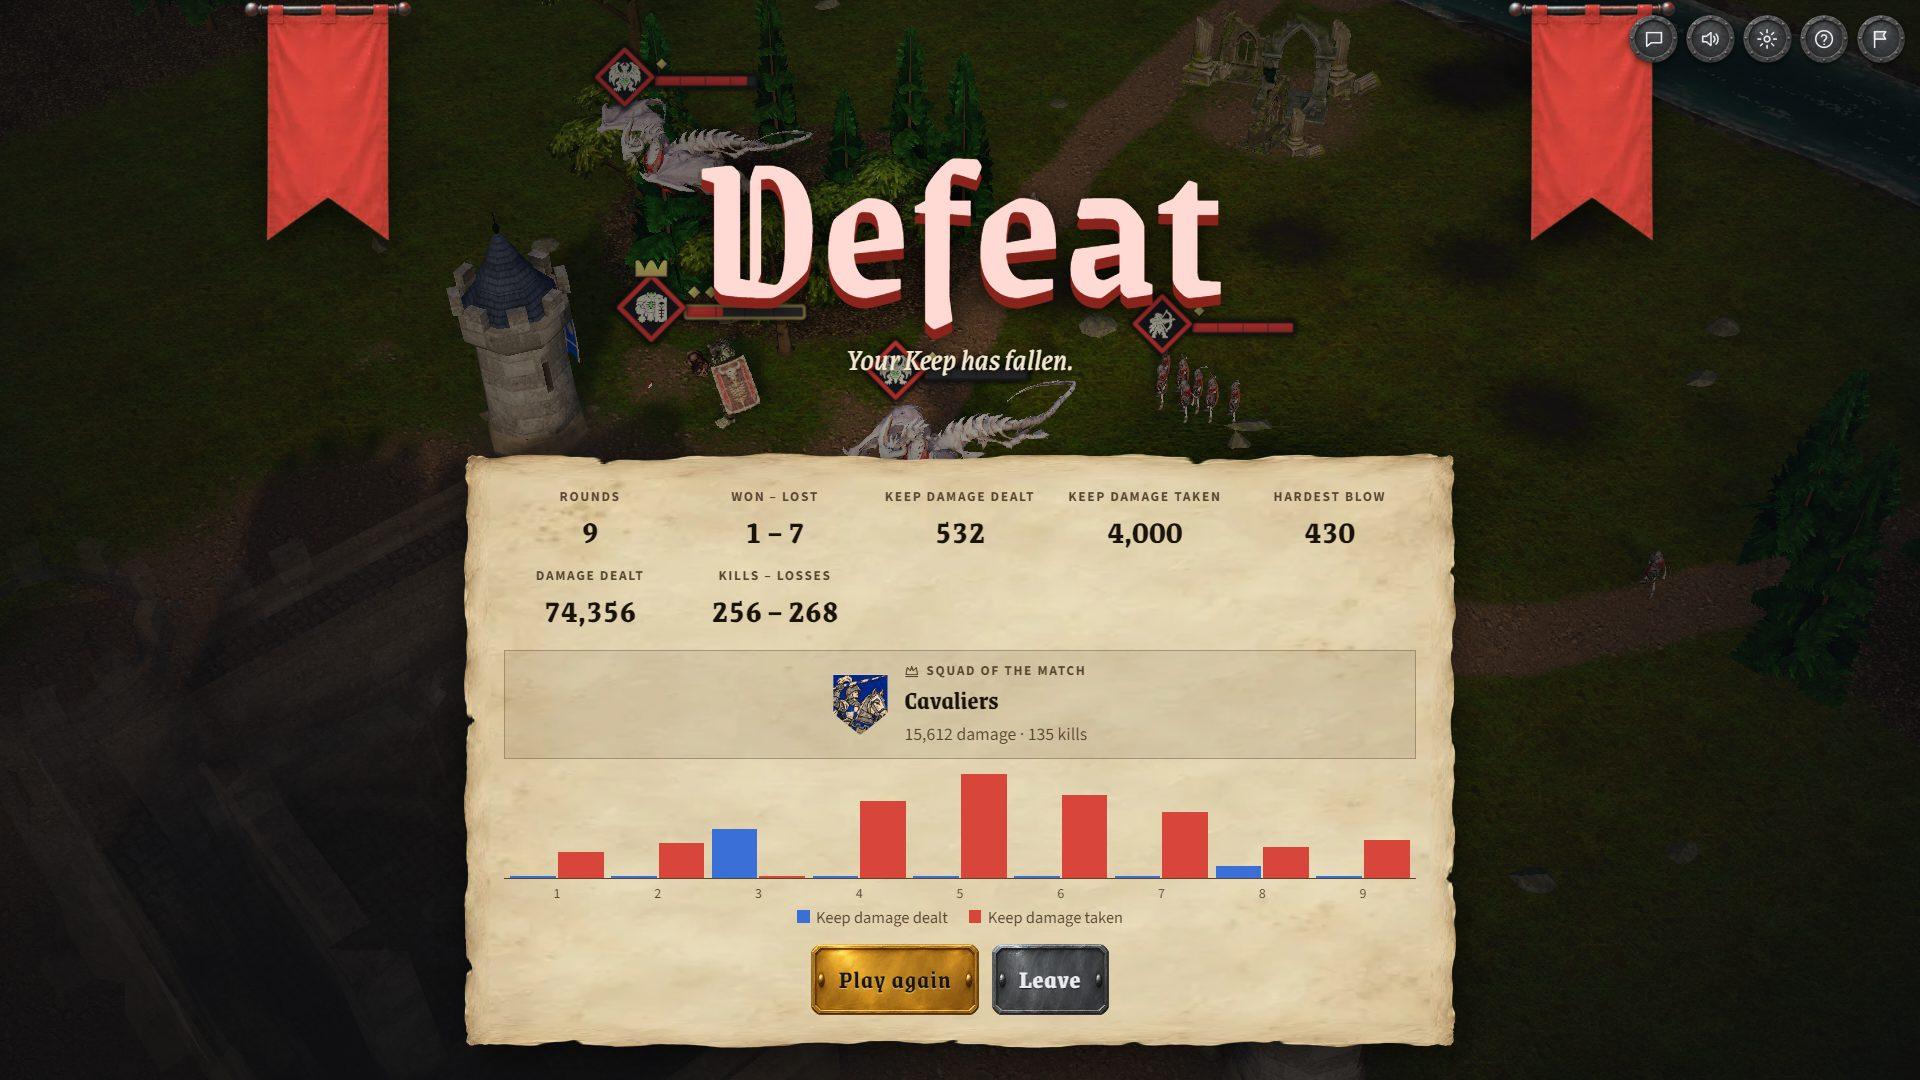 Defeat
Your Keep has fallen.
ROUNDS
9
WON – LOST
1 – 7
KEEP DAMAGE DEALT
532
KEEP DAMAGE TAKEN
4,000
HARDEST BLOW
430
DAMAGE DEALT
74,356
KILLS – LOSSES
256 – 268
SQUAD OF THE MATCH
Cavaliers
15,612 damage · 135 kills
1 2 3 4 5 6 7 8 9
Keep damage dealt Keep damage taken
Play again
Leave